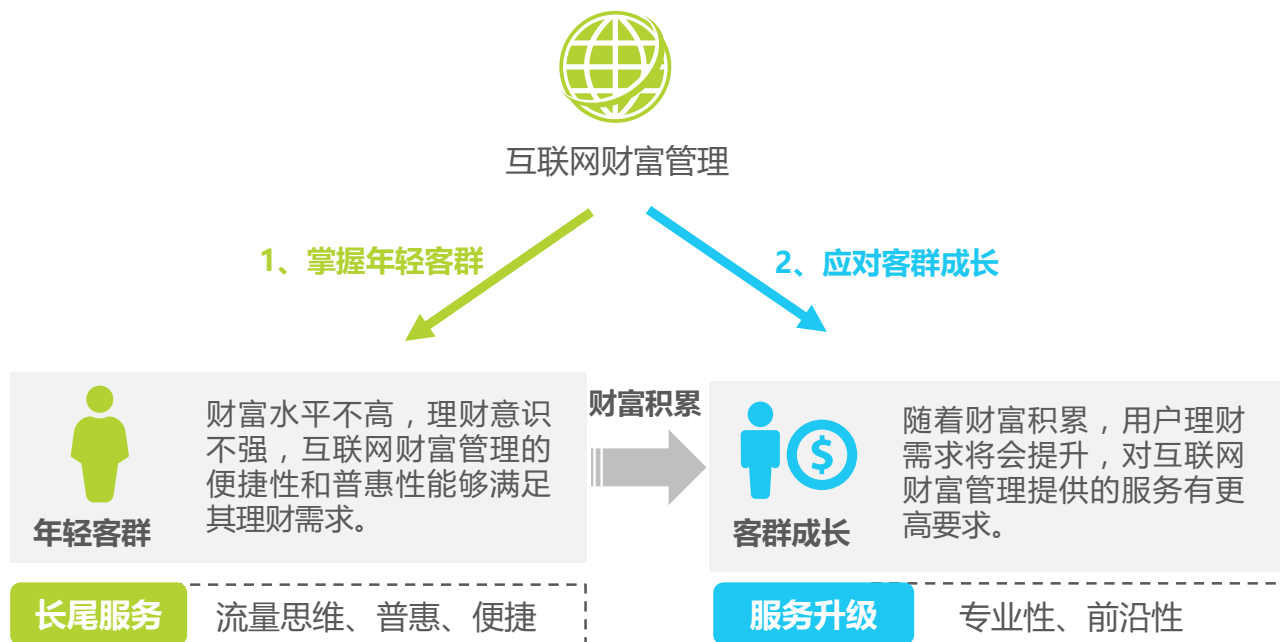 互联网财富管理
1、掌握年轻客群
2、应对客群成长
财富水平不高，理财意识
不强，互联网财富管理的
便捷性和普惠性能够满足
其理财需求。
年轻客群
财富积累
$
随着财富积累，用户理财
需求将会提升，对互联网
财富管理提供的服务有更
高要求。
客群成长
长尾服务
流量思维、普惠、便捷
服务升级
专业性、前沿性